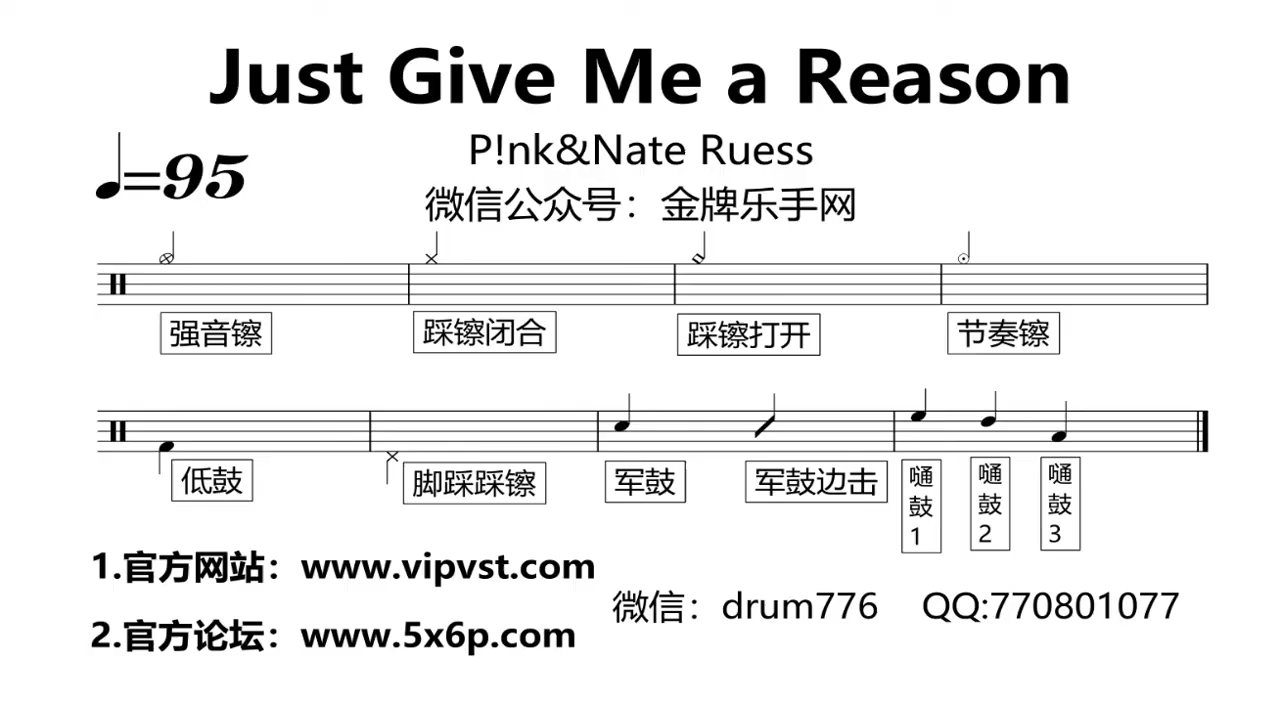 Just Give Me a Reason
P!nk&Nate Ruess
=95
微信公众号：金牌乐手网
强音镲 踩镲闭合 踩镲打开 节奏镲
低鼓 脚踩踩镲 军鼓 军鼓边击 嗵鼓1 嗵鼓2 嗵鼓3
1.官方网站：www.vipvst.com
微信：drum776 QQ:770801077
2.官方论坛：www.5x6p.com